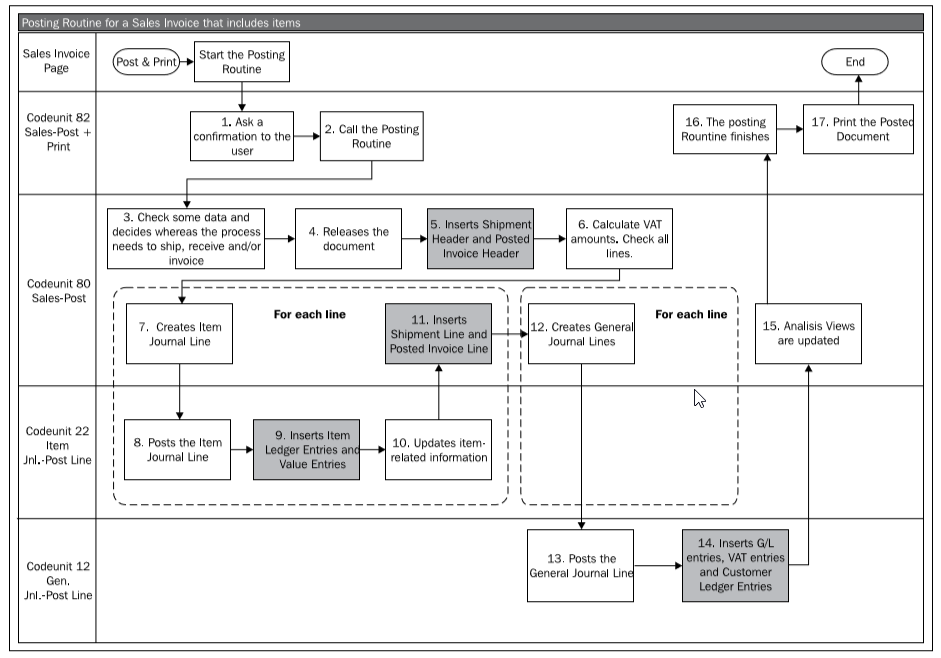 Posting Routine for a Sales Invoice that includes items
Sales Invoice
Page
Post & Print
Start the Posting
Routine
End
Codeunit 82
Sales-Post +
Print
1. Ask a
confirmation to the
user
2. Call the Posting
Routine
16. The posting
Rountine finishes
17. Print the Posted
Document
Codeunit 80
Sales-Post
3. Check some data and
decides whereas the process
needs to ship, receive and/or
invoice
4. Releases the
document
5. Inserts Shipment
Header and Posted
Invoice Header
6. Calculate VAT
amounts. Check all
lines.
7. Creates Item
Journal Line
For each line
11. Inserts
Shipment Line and
Posted Invoice Line
12. Creates General
Journal Lines
For each line
15. Analisis Views
are updated
Codeunit 22
Item
Jnl.-Post Line
8. Posts the Item
Journal Line
9. Inserts Item
Ledger Entries and
Value Entries
10. Updates item-
related information
Codeunit 12
Gen.
Jnl.-Post Line
13. Posts the
General Journal Line
14. Inserts G/L
entries, VAT entries
and Customer
Ledger Entries